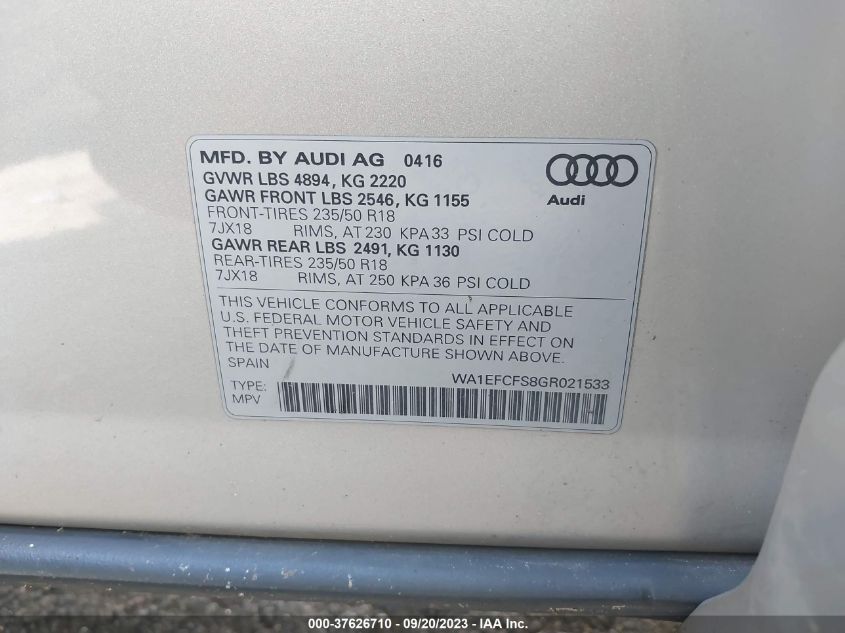 MFD. BY AUDI AG 0416
GVWR LBS 4894, KG 2220
GAWR FRONT LBS 2546, KG 1155
FRONT-TIRES 235/50 R18
7JX18 RIMS, AT 230 KPA 33 PSI COLD
GAWR REAR LBS 2491, KG 1130
REAR-TIRES 235/50 R18
7JX18 RIMS, AT 250 KPA 36 PSI COLD
Audi
THIS VEHICLE CONFORMS TO ALL APPLICABLE
U.S. FEDERAL MOTOR VEHICLE SAFETY AND
THEFT PREVENTION STANDARDS IN EFFECT ON
THE DATE OF MANUFACTURE SHOWN ABOVE.
SPAIN
WA1EFCFS8GR021533
TYPE:
MPV
000-37626710 - 09/20/2023 - IAA Inc.